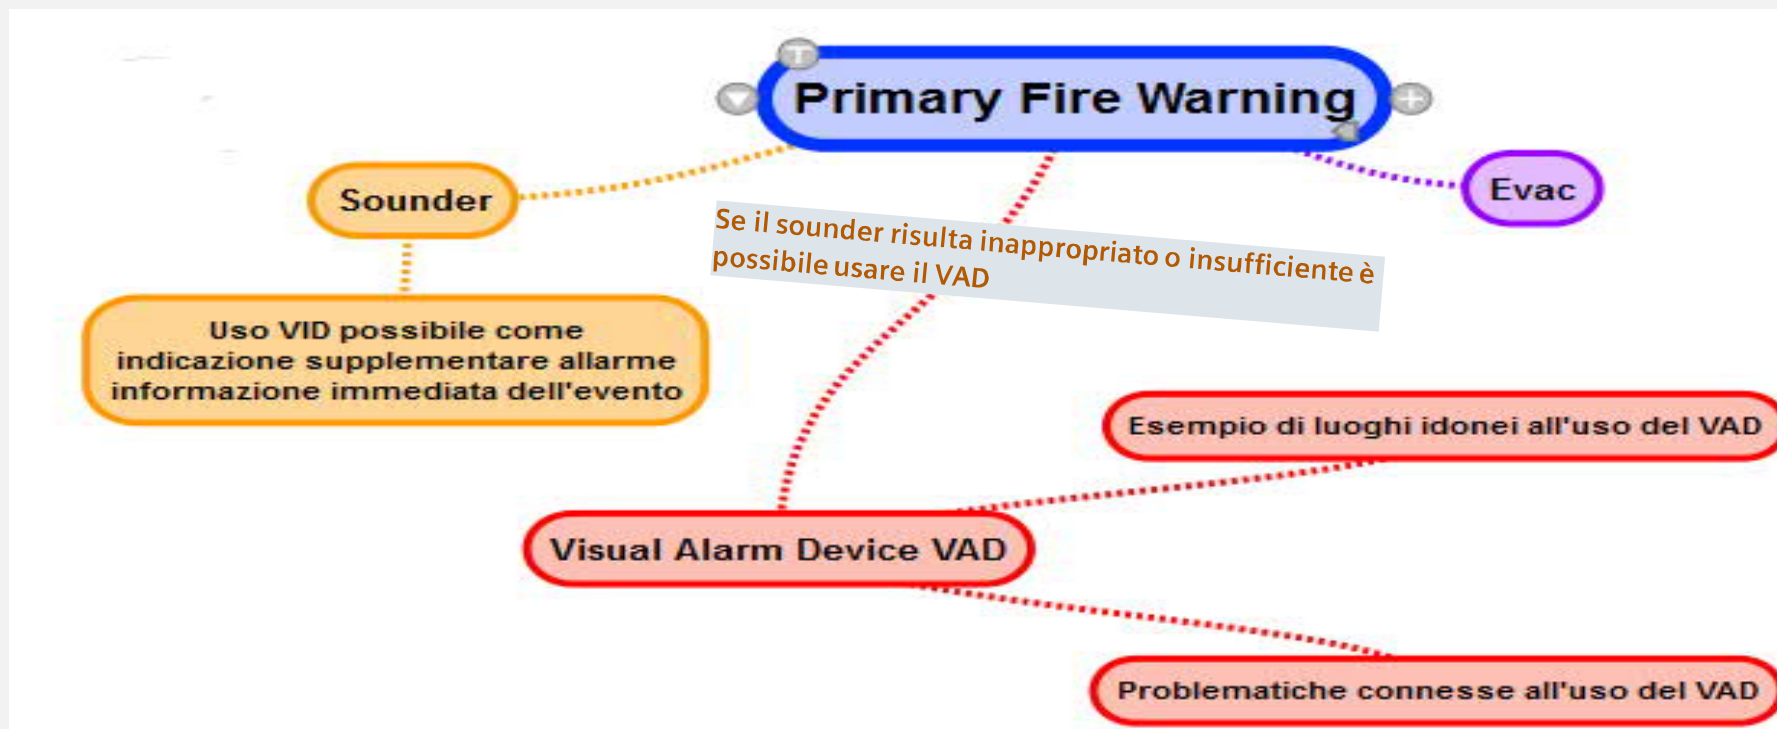 Primary Fire Warning
Sounder
Evac
Se il sounder risulta inappropriato o insufficiente è
possibile usare il VAD
Uso VID possibile come
indicazione supplementare allarme
informazione immediata dell'evento
Esempio di luoghi idonei all'uso del VAD
Visual Alarm Device VAD
Problematiche connesse all'uso del VAD